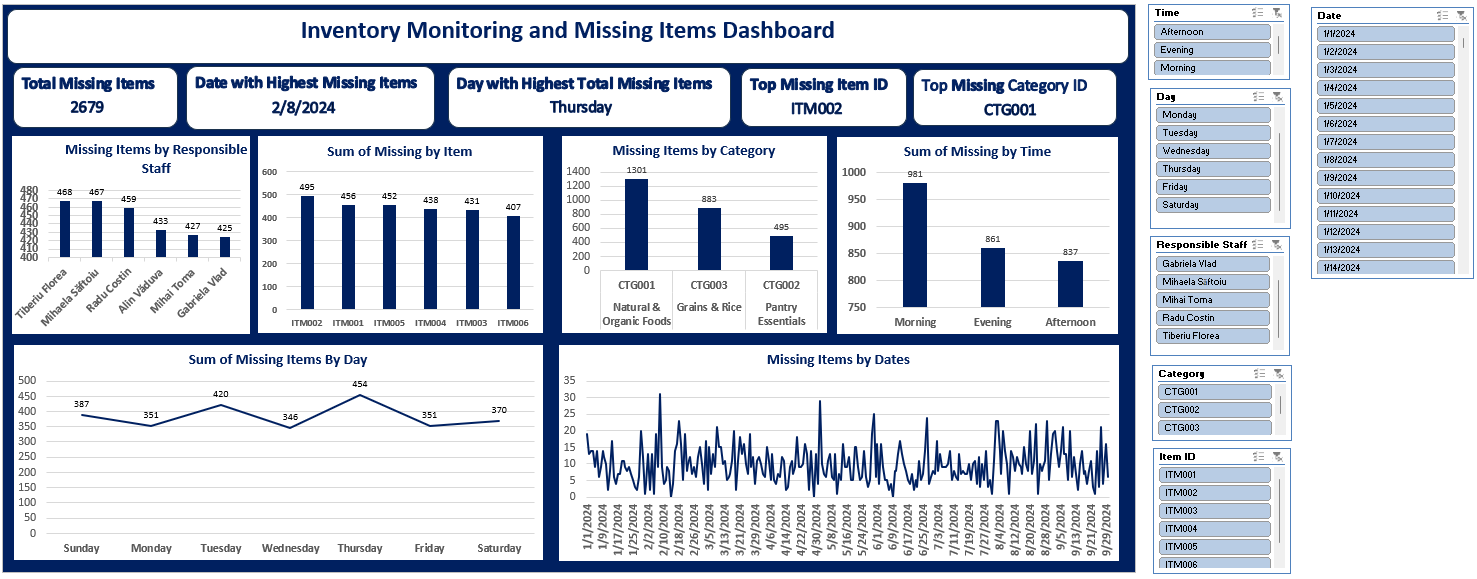 Inventory Monitoring and Missing Items Dashboard
Total Missing Items
2679
Date with Highest Missing Items
2/8/2024
Day with Highest Total Missing Items
Thursday
Top Missing Item ID
ITM002
Top Missing Category ID
CTG001
Missing Items by Responsible
Staff
480
470
460
450
440
430
420
410
400
468
467
459
433
427
425
Tiberiu Florea
Mihaela Săftoiu
Radu Costin
Alin Văduva
Mihai Toma
Gabriela Vlad
Sum of Missing by Item
600
500
400
300
200
100
0
495
456
452
438
431
407
ITM002
ITM001
ITM005
ITM004
ITM003
ITM006
Missing Items by Category
1400
1200
1000
800
600
400
200
0
1301
883
495
CTG001
CTG003
CTG002
Natural &
Organic Foods
Grains & Rice
Pantry
Essentials
Sum of Missing by Time
1000
950
900
850
800
750
981
861
837
Morning
Evening
Afternoon
Sum of Missing Items By Day
500
450
400
350
300
250
200
150
100
50
0
387
351
420
346
454
351
370
Sunday
Monday
Tuesday
Wednesday
Thursday
Friday
Saturday
Missing Items by Dates
35
30
25
20
15
10
5
0
1/1/2024
1/9/2024
1/17/2024
1/25/2024
2/2/2024
2/10/2024
2/18/2024
2/26/2024
3/5/2024
3/13/2024
3/21/2024
3/29/2024
4/6/2024
4/14/2024
4/22/2024
4/30/2024
5/8/2024
5/16/2024
5/24/2024
6/1/2024
6/9/2024
6/17/2024
6/25/2024
7/3/2024
7/11/2024
7/19/2024
7/27/2024
8/4/2024
8/12/2024
8/20/2024
8/28/2024
9/5/2024
9/13/2024
9/21/2024
9/29/2024
Time
Afternoon
Evening
Morning
Day
Monday
Tuesday
Wednesday
Thursday
Friday
Saturday
Responsible Staff
Gabriela Vlad
Mihaela Săftoiu
Mihai Toma
Radu Costin
Tiberiu Florea
Category
CTG001
CTG002
CTG003
Item ID
ITM001
ITM002
ITM003
ITM004
ITM005
ITM006
Date
1/1/2024
1/2/2024
1/3/2024
1/4/2024
1/5/2024
1/6/2024
1/7/2024
1/8/2024
1/9/2024
1/10/2024
1/11/2024
1/12/2024
1/13/2024
1/14/2024